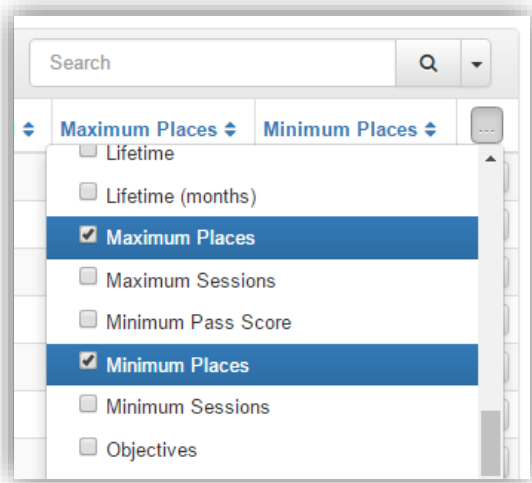 Search
Maximum Places Minimum Places ...
Lifetime
Lifetime (months)
Maximum Places
Maximum Sessions
Minimum Pass Score
Minimum Places
Minimum Sessions
Objectives